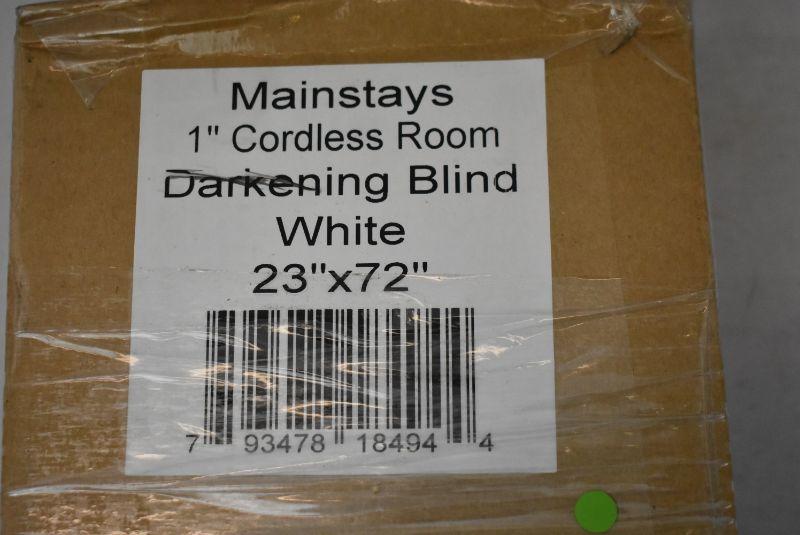 Mainstays
1" Cordless Room
Darkening Blind
White
23"x72"
7 93478 18494 4